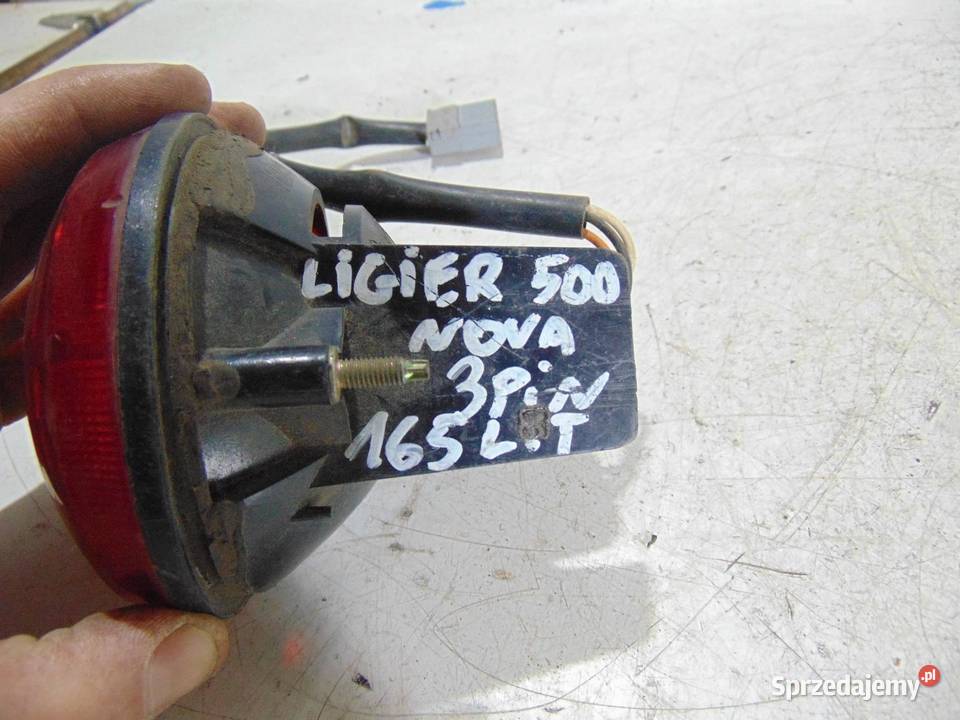 LiGiER 500
NOVA
3PiN
165 L.T
Sprzedajemy.pl